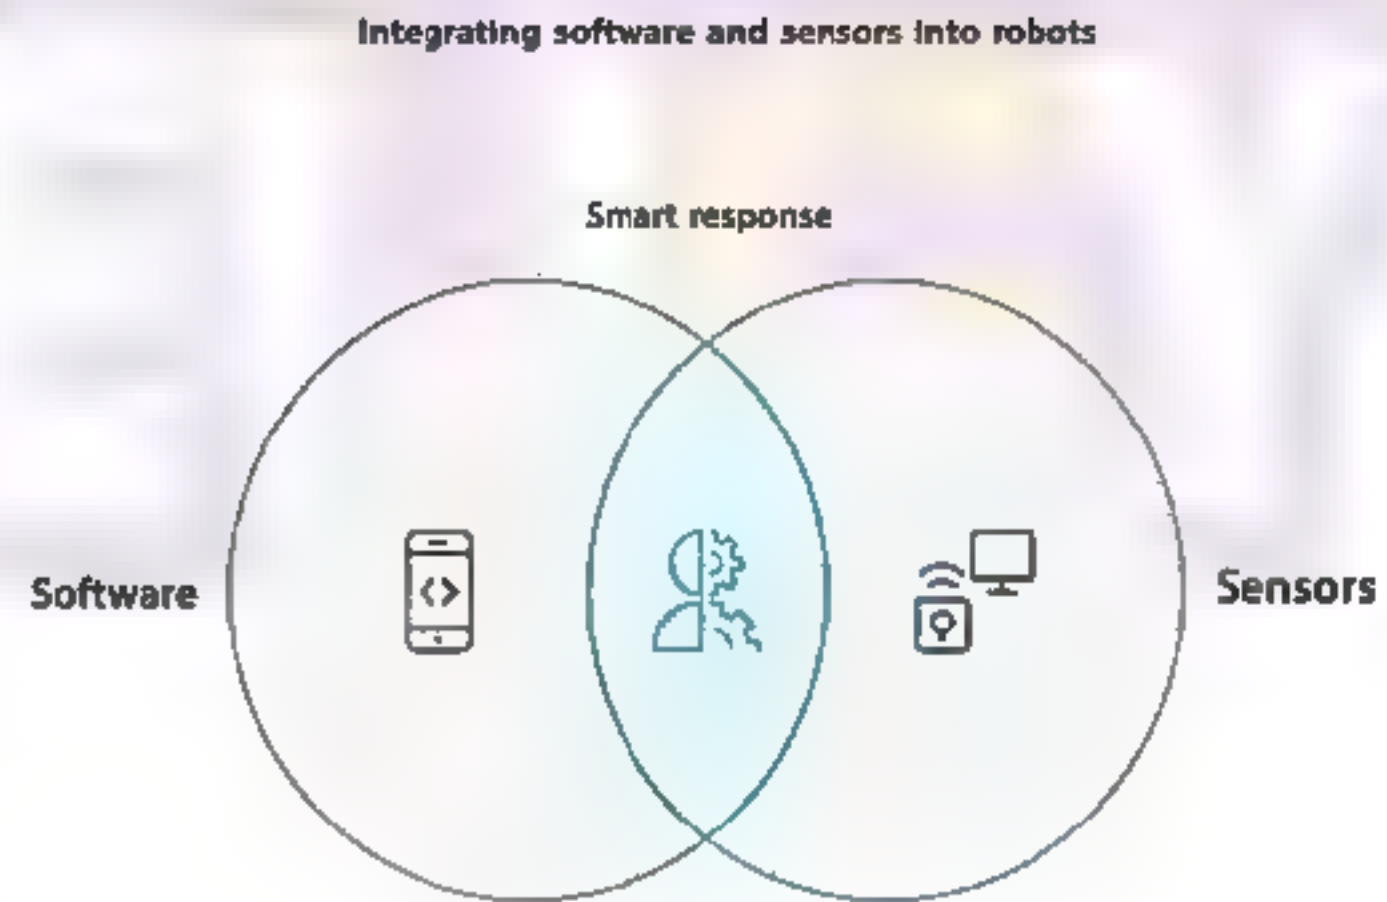 Integrating software and sensors into robots
Smart response
Software
Sensors